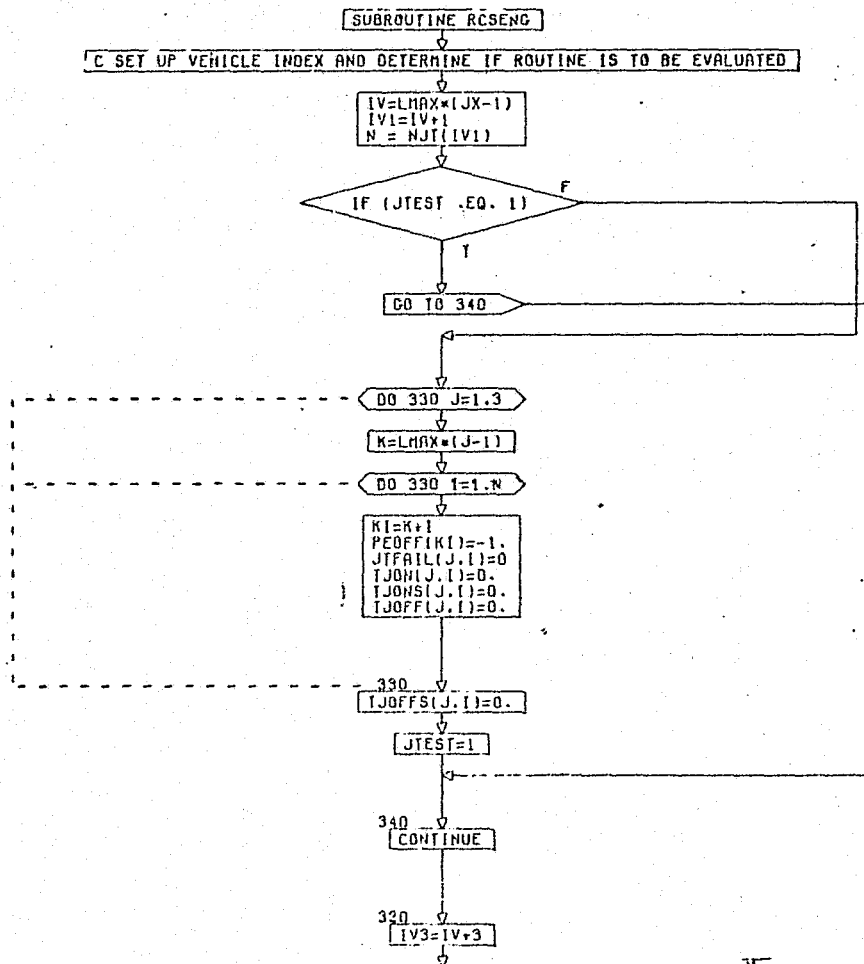 SUBROUTINE RCSENG
C SET UP VEHICLE INDEX AND DETERMINE IF ROUTINE IS TO BE EVALUATED
IV=LMAX*(JX-1)
IV1=IV+1
N = NJT(IV1)
IF (JTEST .EQ. 1)
F
T
GO TO 340
DO 330 J=1.3
K=LMAX*(J-1)
DO 330 I=1.N
KI=K+I
PEOFF(KI)=-1.
JTFAIL(J.I)=0
TJON(J.I)=0.
TJONS(J.I)=0.
TJOFF(J.I)=0.
330
TJOFFS(J.I)=0.
JTEST=1
340
CONTINUE
320
IV3=IV+3